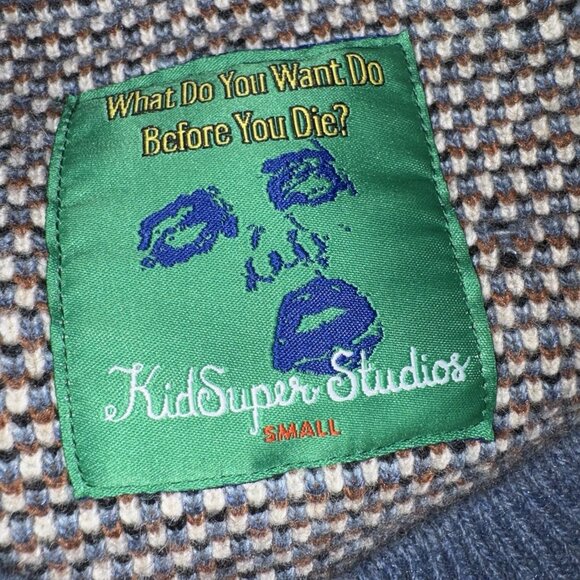 What Do You Want Do
Before You Die?
KidSuper Studios
SMALL